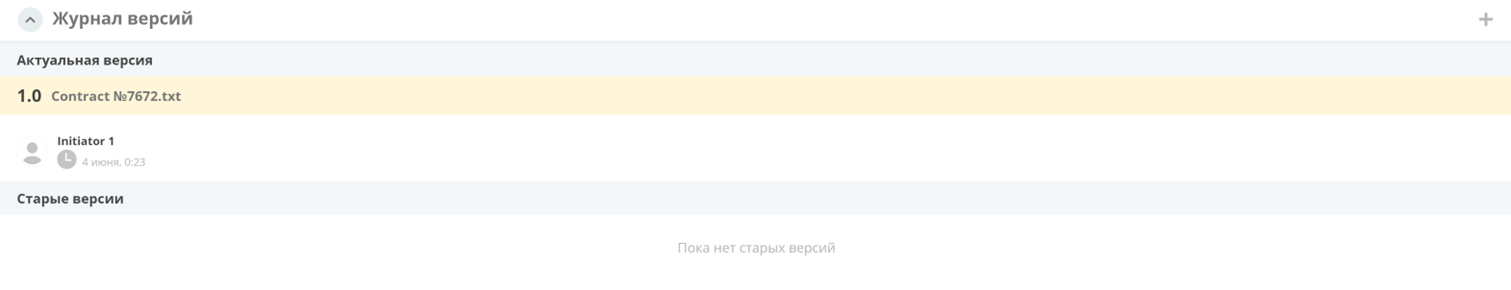 Журнал версий
Актуальная версия
1.0 Contract №7672.txt
Initiator 1
4 июня, 0:23
Старые версии
Пока нет старых версий